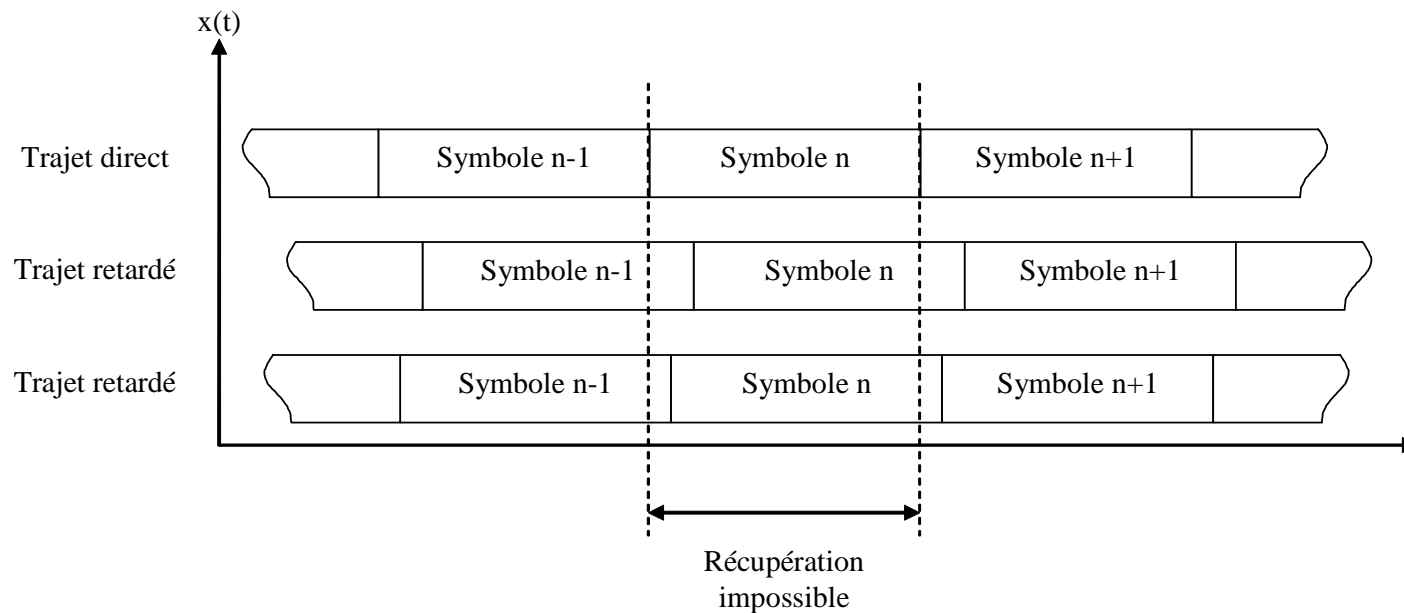 x(t)
Trajet direct
Symbole n-1 Symbole n Symbole n+1
Trajet retardé
Symbole n-1 Symbole n Symbole n+1
Trajet retardé
Symbole n-1 Symbole n Symbole n+1
Récupération
impossible